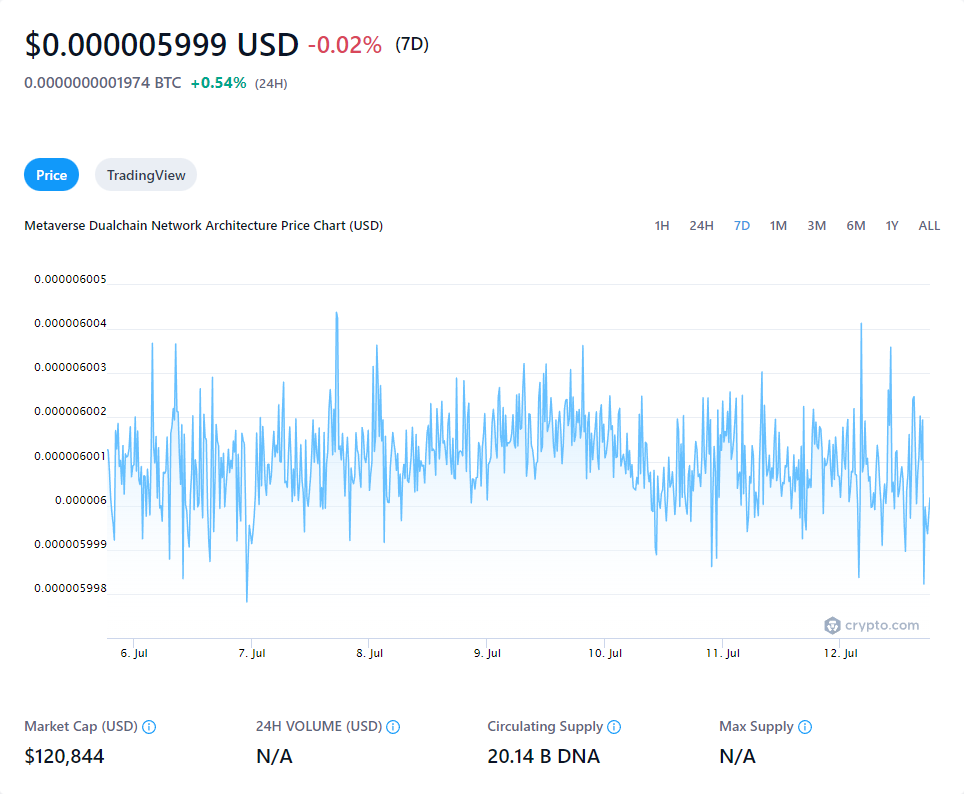 $0.000005999 USD -0.02% (7D)
0.0000000001974 BTC +0.54% (24H)
Price TradingView
Metaverse Dualchain Network Architecture Price Chart (USD) 1H 24H 7D 1M 3M 6M 1Y ALL
0.000006005
0.000006004
0.000006003
0.000006002
0.000006001
0.000006
0.000005999
0.000005998
crypto.com
6. Jul 7. Jul 8. Jul 9. Jul 10. Jul 11. Jul 12. Jul
Market Cap (USD) 24H VOLUME (USD) Circulating Supply Max Supply
$120,844 N/A 20.14 B DNA N/A